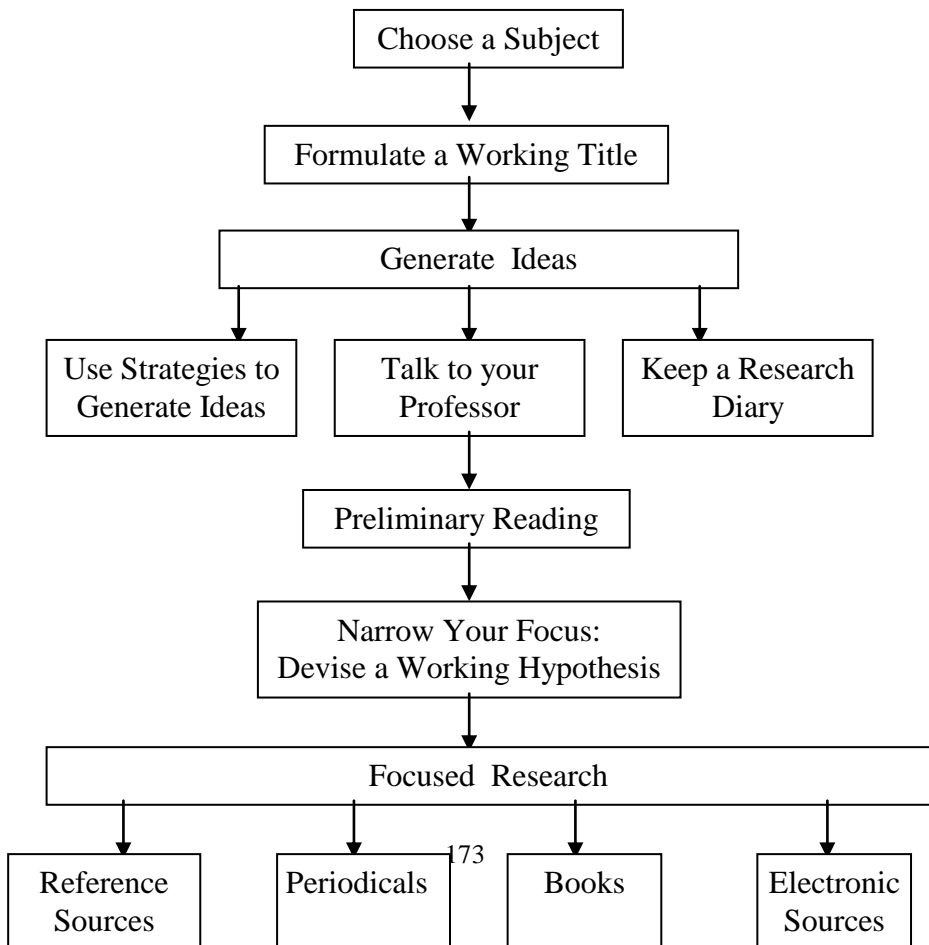 Choose a Subject
Formulate a Working Title
Generate Ideas
Use Strategies to
Generate Ideas
Talk to your
Professor
Keep a Research
Diary
Preliminary Reading
Narrow Your Focus:
Devise a Working Hypothesis
Focused Research
173
Reference
Sources
Periodicals
Books
Electronic
Sources